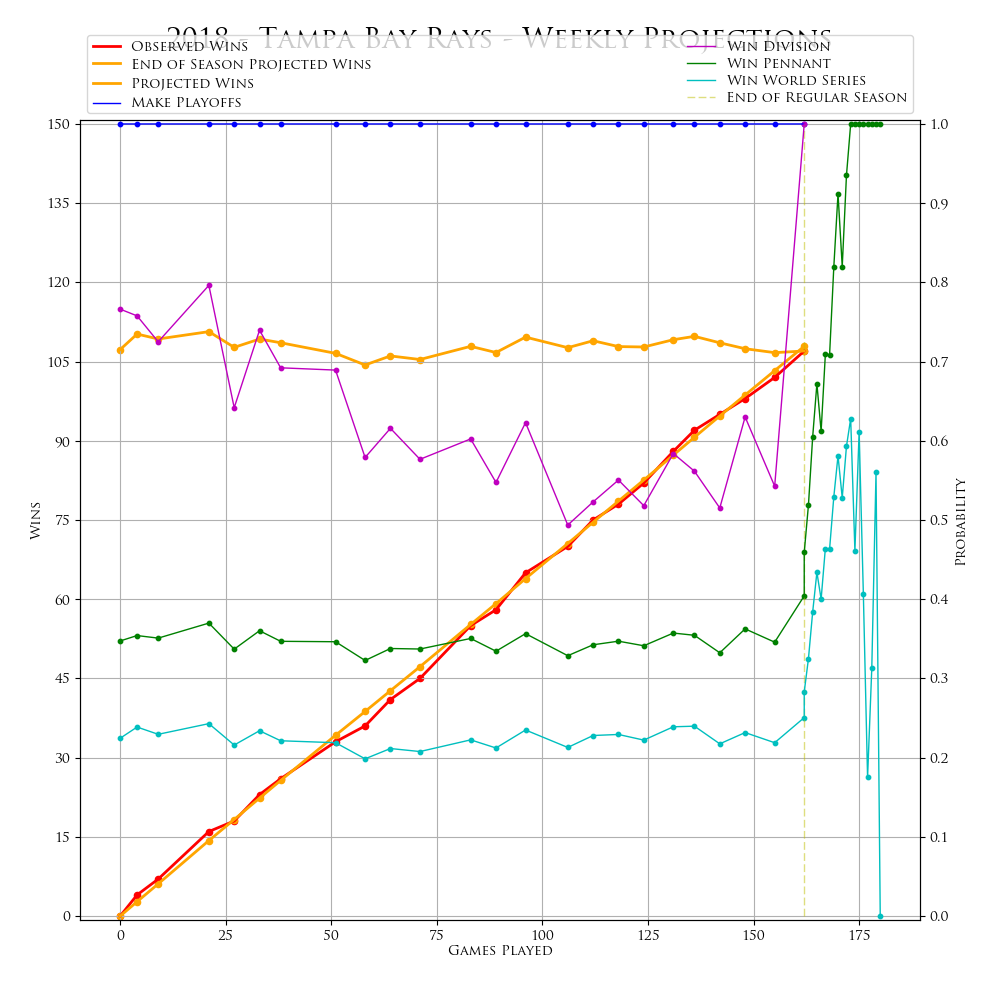 2018 - Tampa Bay Rays - Weekly Projections
Observed Wins
End of Season Projected Wins
Projected Wins
Make Playoffs
Win Division
Win Pennant
Win World Series
End of Regular Season
150
135
120
105
90
75
60
45
30
15
0
Wins
1.0
0.9
0.8
0.7
0.6
0.5
0.4
0.3
0.2
0.1
0.0
Probability
0 25 50 75 100 125 150 175
Games Played